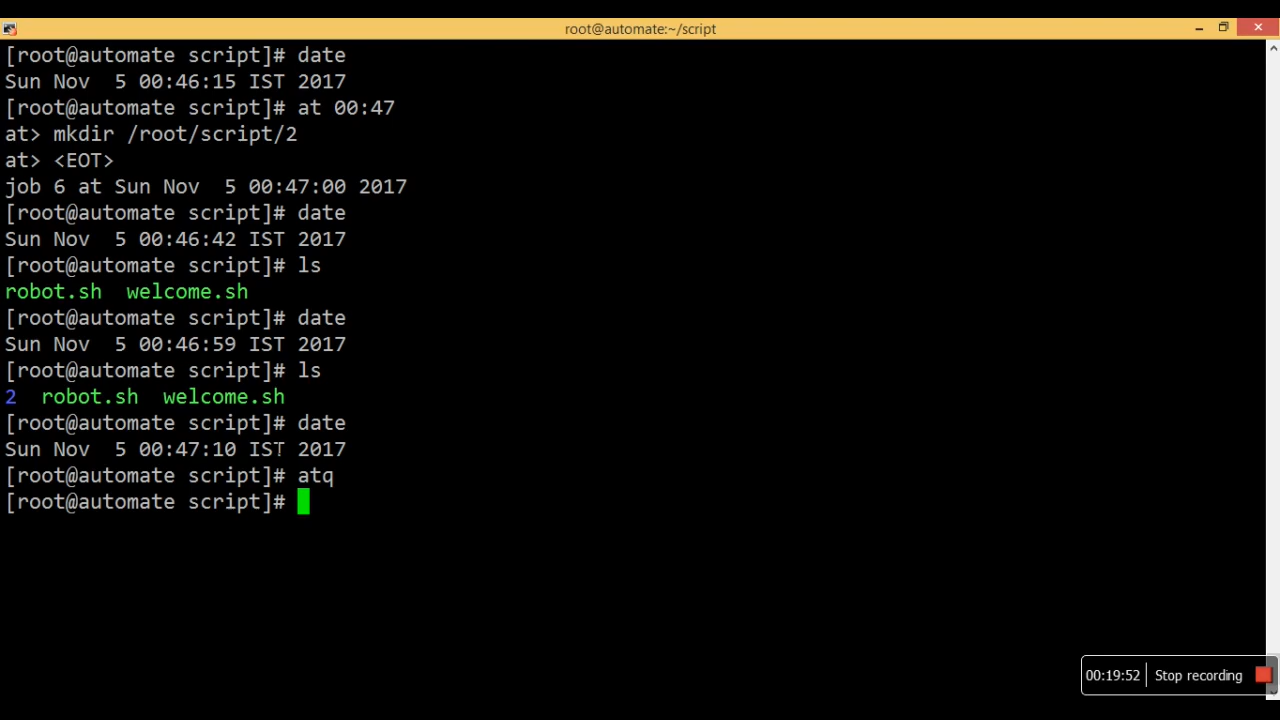 root@automate:~/script
[root@automate script]# date
Sun Nov  5 00:46:15 IST 2017
[root@automate script]# at 00:47
at> mkdir /root/script/2
at> <EOT>
job 6 at Sun Nov  5 00:47:00 2017
[root@automate script]# date
Sun Nov  5 00:46:42 IST 2017
[root@automate script]# ls
robot.sh  welcome.sh
[root@automate script]# date
Sun Nov  5 00:46:59 IST 2017
[root@automate script]# ls
2  robot.sh  welcome.sh
[root@automate script]# date
Sun Nov  5 00:47:10 IST 2017
[root@automate script]# atq
[root@automate script]#
00:19:52 Stop recording